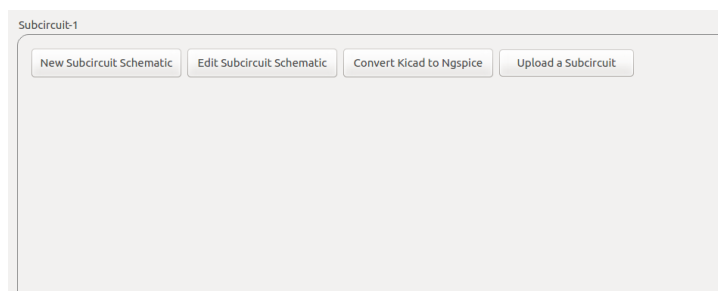 Subcircuit-1
New Subcircuit Schematic Edit Subcircuit Schematic Convert Kicad to Ngspice Upload a Subcircuit